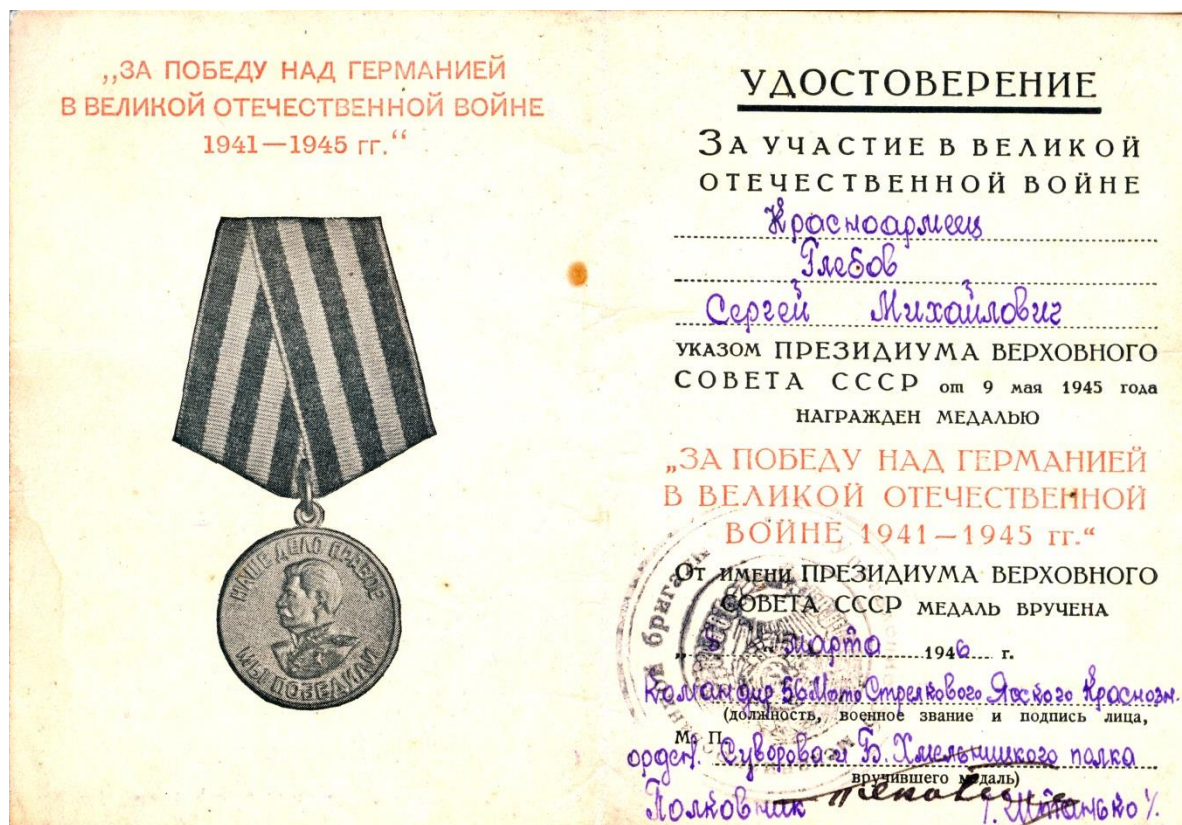 „ЗА ПОБЕДУ НАД ГЕРМАНИЕЙ
В ВЕЛИКОЙ ОТЕЧЕСТВЕННОЙ ВОЙНЕ
1941—1945 гг.“
НАШЕ ДЕЛО ПРАВОЕ
МЫ ПОБЕДИЛИ
УДОСТОВЕРЕНИЕ
ЗА УЧАСТИЕ В ВЕЛИКОЙ
ОТЕЧЕСТВЕННОЙ ВОЙНЕ
Красноармеец
Глебов
Сергей Михайлович
УКАЗОМ ПРЕЗИДИУМА ВЕРХОВНОГО
СОВЕТА СССР от 9 мая 1945 года
НАГРАЖДЕН МЕДАЛЬЮ
„ЗА ПОБЕДУ НАД ГЕРМАНИЕЙ
В ВЕЛИКОЙ ОТЕЧЕСТВЕННОЙ
ВОЙНЕ 1941—1945 гг.“
ОТ ИМЕНИ ПРЕЗИДИУМА ВЕРХОВНОГО
СОВЕТА СССР МЕДАЛЬ ВРУЧЕНА
марта 1946 г.
Командир 56 Мото Стрелкового Ясского Краснозн.
(должность, военное звание и подпись лица,
М. П.
орден. Суворова и Б. Хмельницкого полка
вручившего медаль)
Полковник /. Штанько /.
бригады